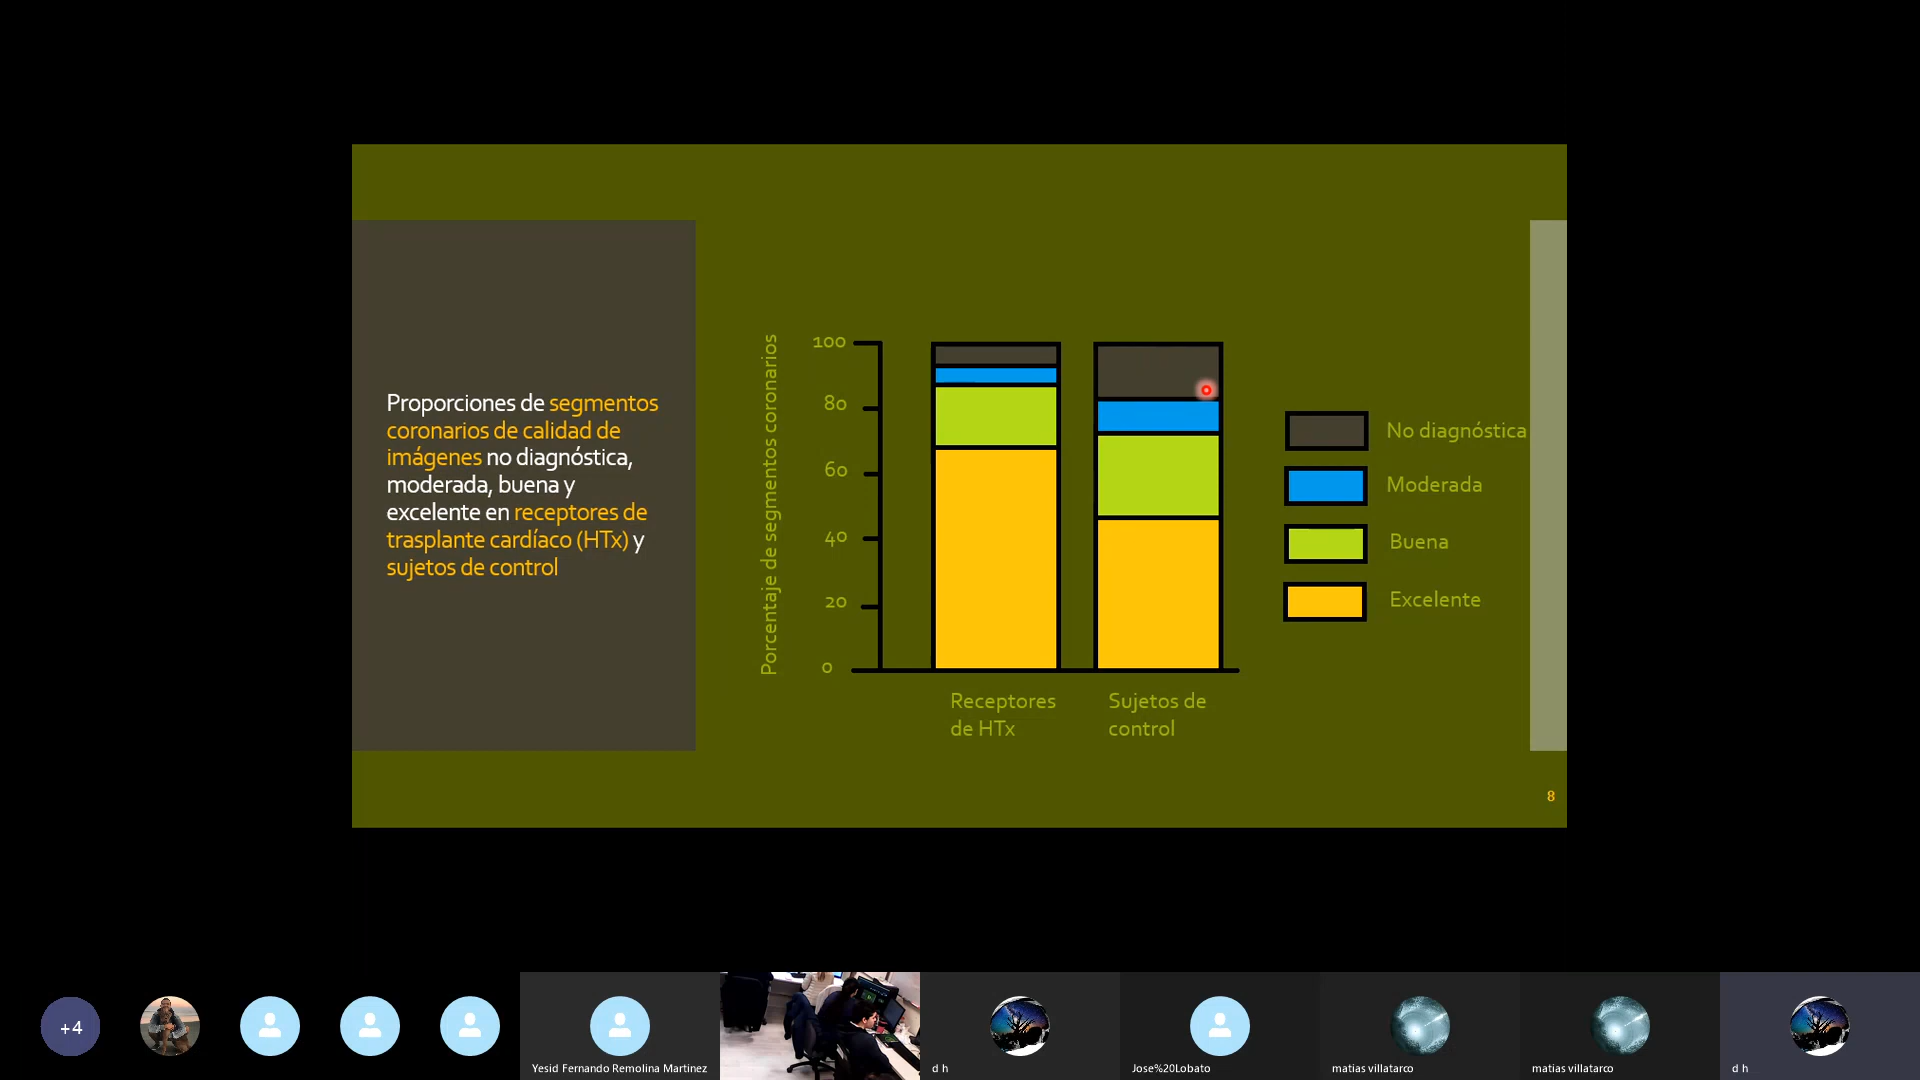 Proporciones de segmentos
coronarios de calidad de
imágenes no diagnóstica,
moderada, buena y
excelente en receptores de
trasplante cardíaco (HTx) y
sujetos de control
Porcentaje de segmentos coronarios
100
80
60
40
20
0
Receptores
de HTx
Sujetos de
control
No diagnóstica
Moderada
Buena
Excelente
8
+4
Yesid Fernando Remolina Martinez
d h
Jose%20Lobato
matias villatarco
matias villatarco
d h